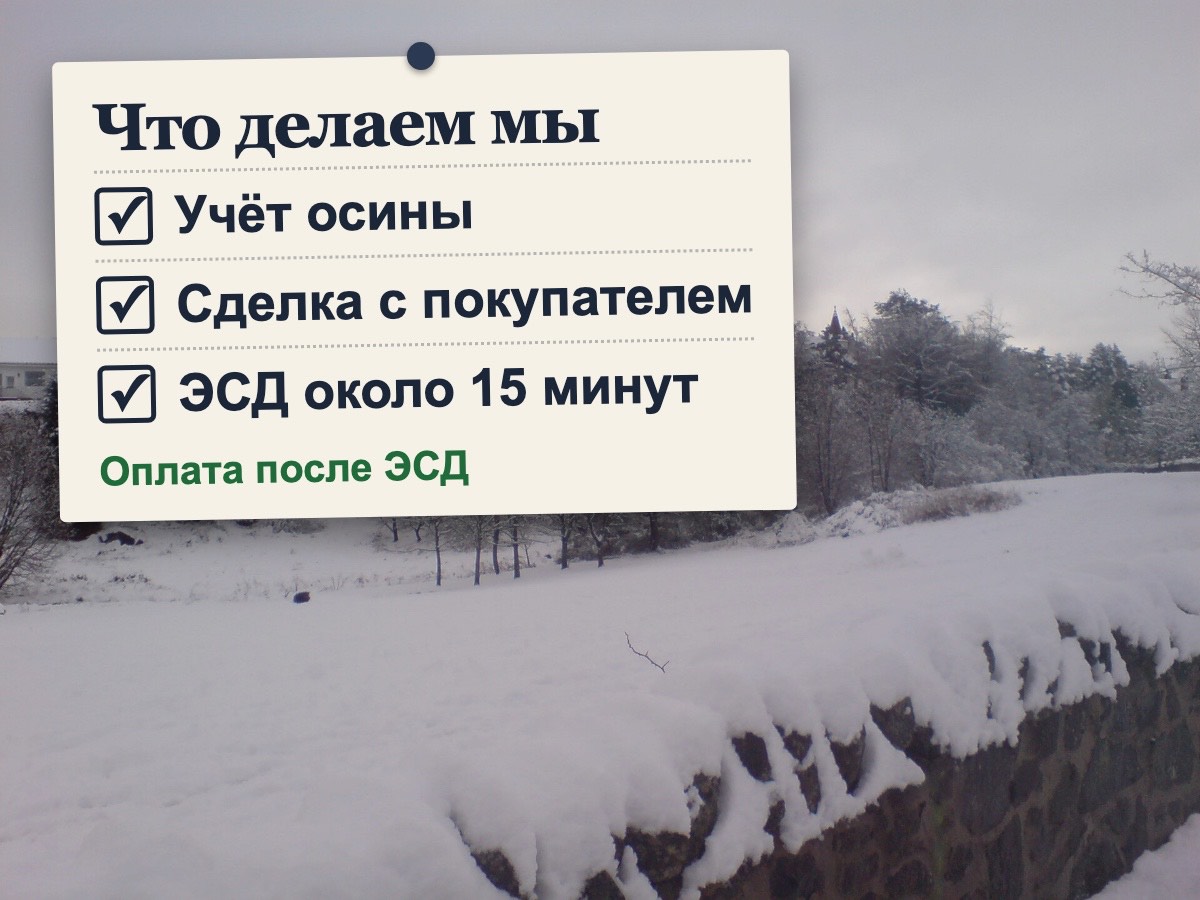 Что делаем мы
Учёт осины
Сделка с покупателем
ЭСД около 15 минут
Оплата после ЭСД